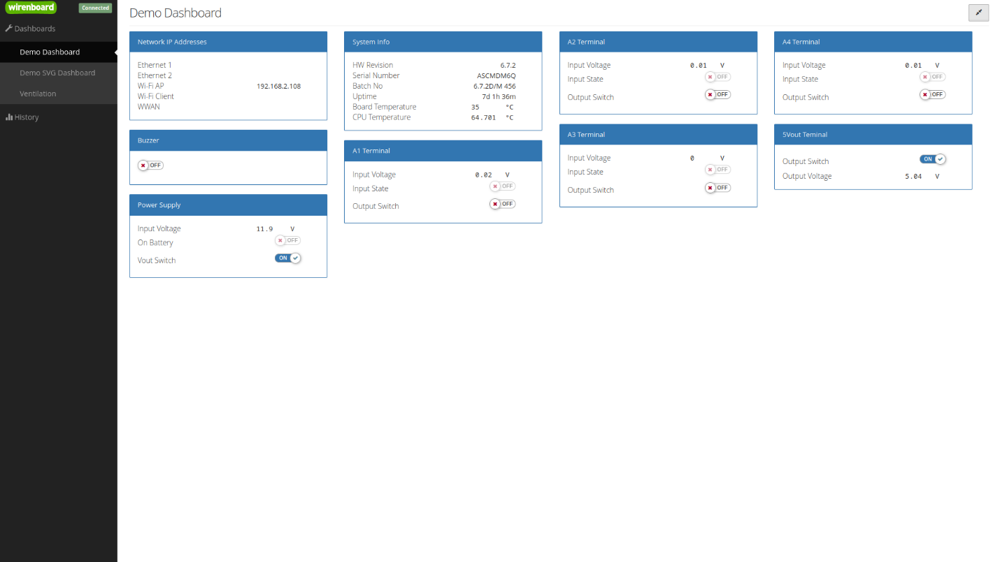 wirenboard
Connected
Dashboards
Demo Dashboard
Demo SVG Dashboard
Ventilation
HIstory
Demo Dashboard
Network IP Addresses
Ethernet 1
Ethernet 2
Wi-Fi AP 192.168.2.108
Wi-Fi Client
WWAN
Buzzer
OFF
Power Supply
Input Voltage 11.9 V
On Battery OFF
Vout Switch ON
System Info
HW Revision 6.7.2
Serial Number ASCMDM6Q
Batch No 6.7.2D/M 456
Uptime 7d 1h 36m
Board Temperature 35 °C
CPU Temperature 64.701 °C
A1 Terminal
Input Voltage 0.02 V
Input State OFF
Output Switch OFF
A2 Terminal
Input Voltage 0.01 V
Input State OFF
Output Switch OFF
A3 Terminal
Input Voltage 0 V
Input State OFF
Output Switch OFF
A4 Terminal
Input Voltage 0.01 V
Input State OFF
Output Switch OFF
5Vout Teminal
Output Switch ON
Output Voltage 5.04 V